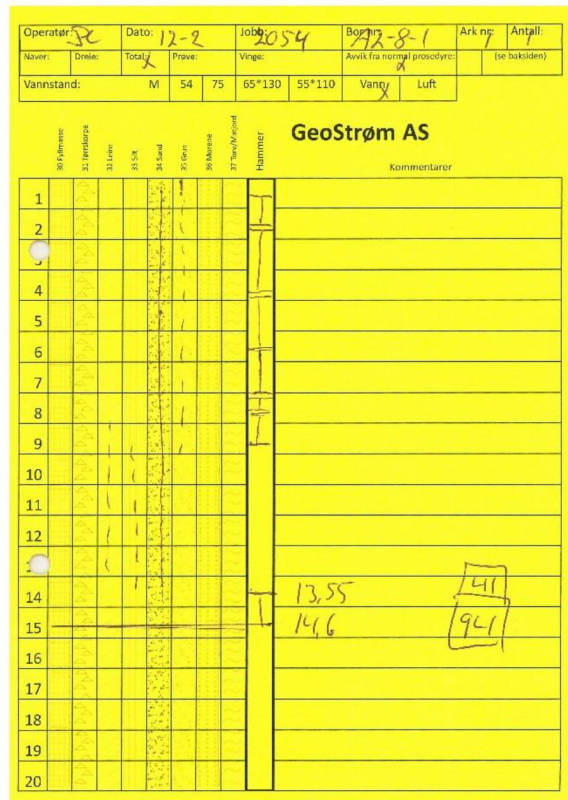 Operatør: Dato: 12-2 Jobb: 2054 Bor nr: A2-8-1 Ark nr: 1 Antall: 1
Naver: Dreie: Total: X Prøve: Vinge: Avvik fra normal prosedyre: (se baksiden)
Vannstand: M 54 75 65*130 55*110 Vann X Luft
30 Fyllmasse
31 Tørrskorpe
32 Leire
33 Silt
34 Sand
35 Grus
36 Morene
37 Torv/Matjord
Hammer
GeoStrøm AS
Kommentarer
1
2
4
5
6
7
8
9
10
11
12
14 13,55 41
15 14,6 941
16
17
18
19
20